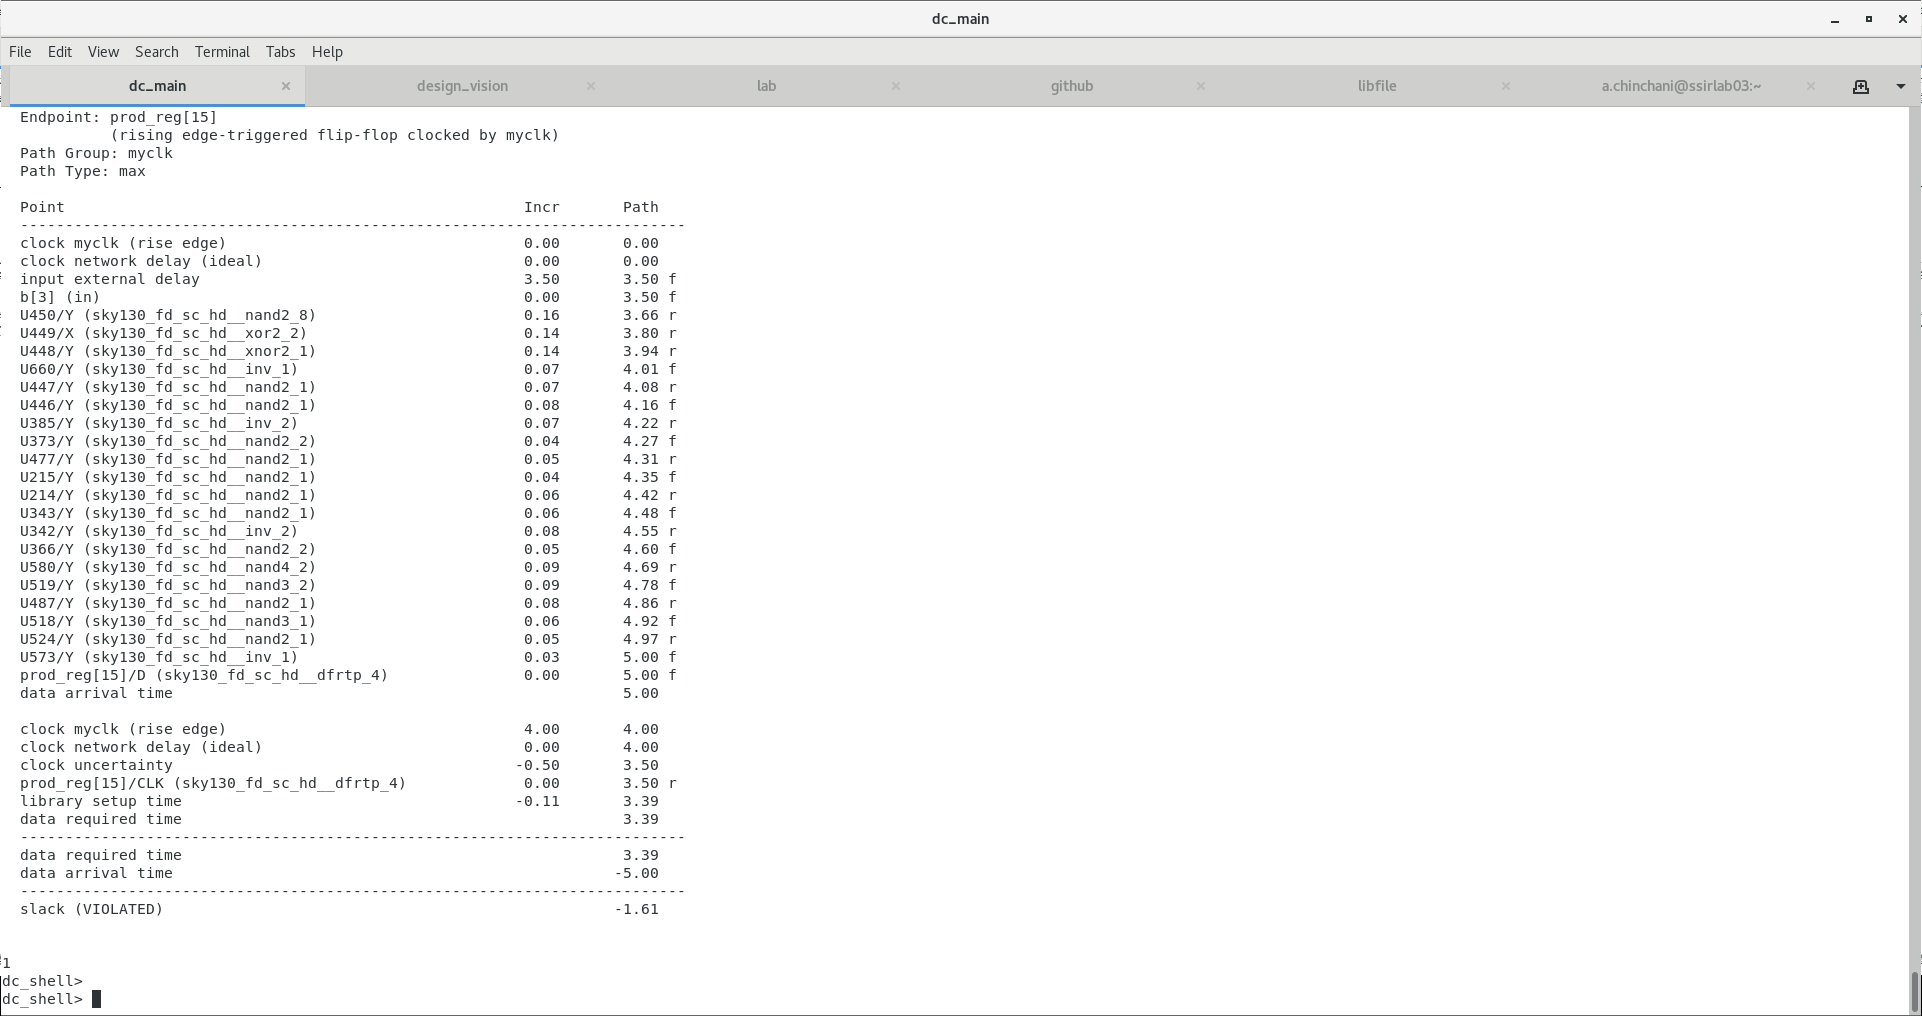 dc_main
File Edit View Search Terminal Tabs Help
dc_main design_vision lab github libfile a.chinchani@ssirlab03:~
Endpoint: prod_reg[15]
(rising edge-triggered flip-flop clocked by myclk)
Path Group: myclk
Path Type: max
Point Incr Path
---------------------------------------------------------------------------
clock myclk (rise edge) 0.00 0.00
clock network delay (ideal) 0.00 0.00
input external delay 3.50 3.50 f
b[3] (in) 0.00 3.50 f
U450/Y (sky130_fd_sc_hd__nand2_8) 0.16 3.66 r
U449/X (sky130_fd_sc_hd__xor2_2) 0.14 3.80 r
U448/Y (sky130_fd_sc_hd__xnor2_1) 0.14 3.94 r
U660/Y (sky130_fd_sc_hd__inv_1) 0.07 4.01 f
U447/Y (sky130_fd_sc_hd__nand2_1) 0.07 4.08 r
U446/Y (sky130_fd_sc_hd__nand2_1) 0.08 4.16 f
U385/Y (sky130_fd_sc_hd__inv_2) 0.07 4.22 r
U373/Y (sky130_fd_sc_hd__nand2_2) 0.04 4.27 f
U477/Y (sky130_fd_sc_hd__nand2_1) 0.05 4.31 r
U215/Y (sky130_fd_sc_hd__nand2_1) 0.04 4.35 f
U214/Y (sky130_fd_sc_hd__nand2_1) 0.06 4.42 r
U343/Y (sky130_fd_sc_hd__nand2_1) 0.06 4.48 f
U342/Y (sky130_fd_sc_hd__inv_2) 0.08 4.55 r
U366/Y (sky130_fd_sc_hd__nand2_2) 0.05 4.60 f
U580/Y (sky130_fd_sc_hd__nand4_2) 0.09 4.69 r
U519/Y (sky130_fd_sc_hd__nand3_2) 0.09 4.78 f
U487/Y (sky130_fd_sc_hd__nand2_1) 0.08 4.86 r
U518/Y (sky130_fd_sc_hd__nand3_1) 0.06 4.92 f
U524/Y (sky130_fd_sc_hd__nand2_1) 0.05 4.97 r
U573/Y (sky130_fd_sc_hd__inv_1) 0.03 5.00 f
prod_reg[15]/D (sky130_fd_sc_hd__dfrtp_4) 0.00 5.00 f
data arrival time 5.00
clock myclk (rise edge) 4.00 4.00
clock network delay (ideal) 0.00 4.00
clock uncertainty -0.50 3.50
prod_reg[15]/CLK (sky130_fd_sc_hd__dfrtp_4) 0.00 3.50 r
library setup time -0.11 3.39
data required time 3.39
---------------------------------------------------------------------------
data required time 3.39
data arrival time -5.00
---------------------------------------------------------------------------
slack (VIOLATED) -1.61
1
dc_shell>
dc_shell>